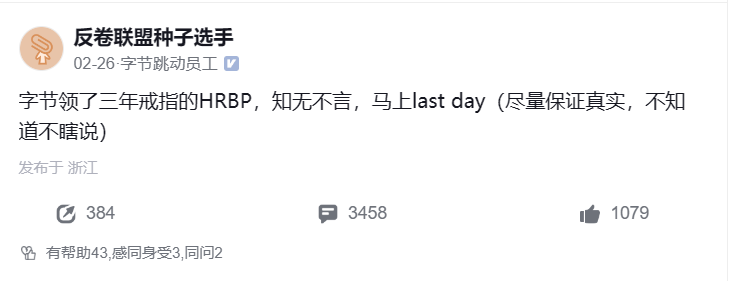 反卷联盟种子选手
02-26·字节跳动员工
字节领了三年戒指的HRBP，知无不言，马上last day（尽量保证真实，不知
道不瞎说）
发布于 浙江
384 3458 1079
有帮助43,感同身受3,同问2